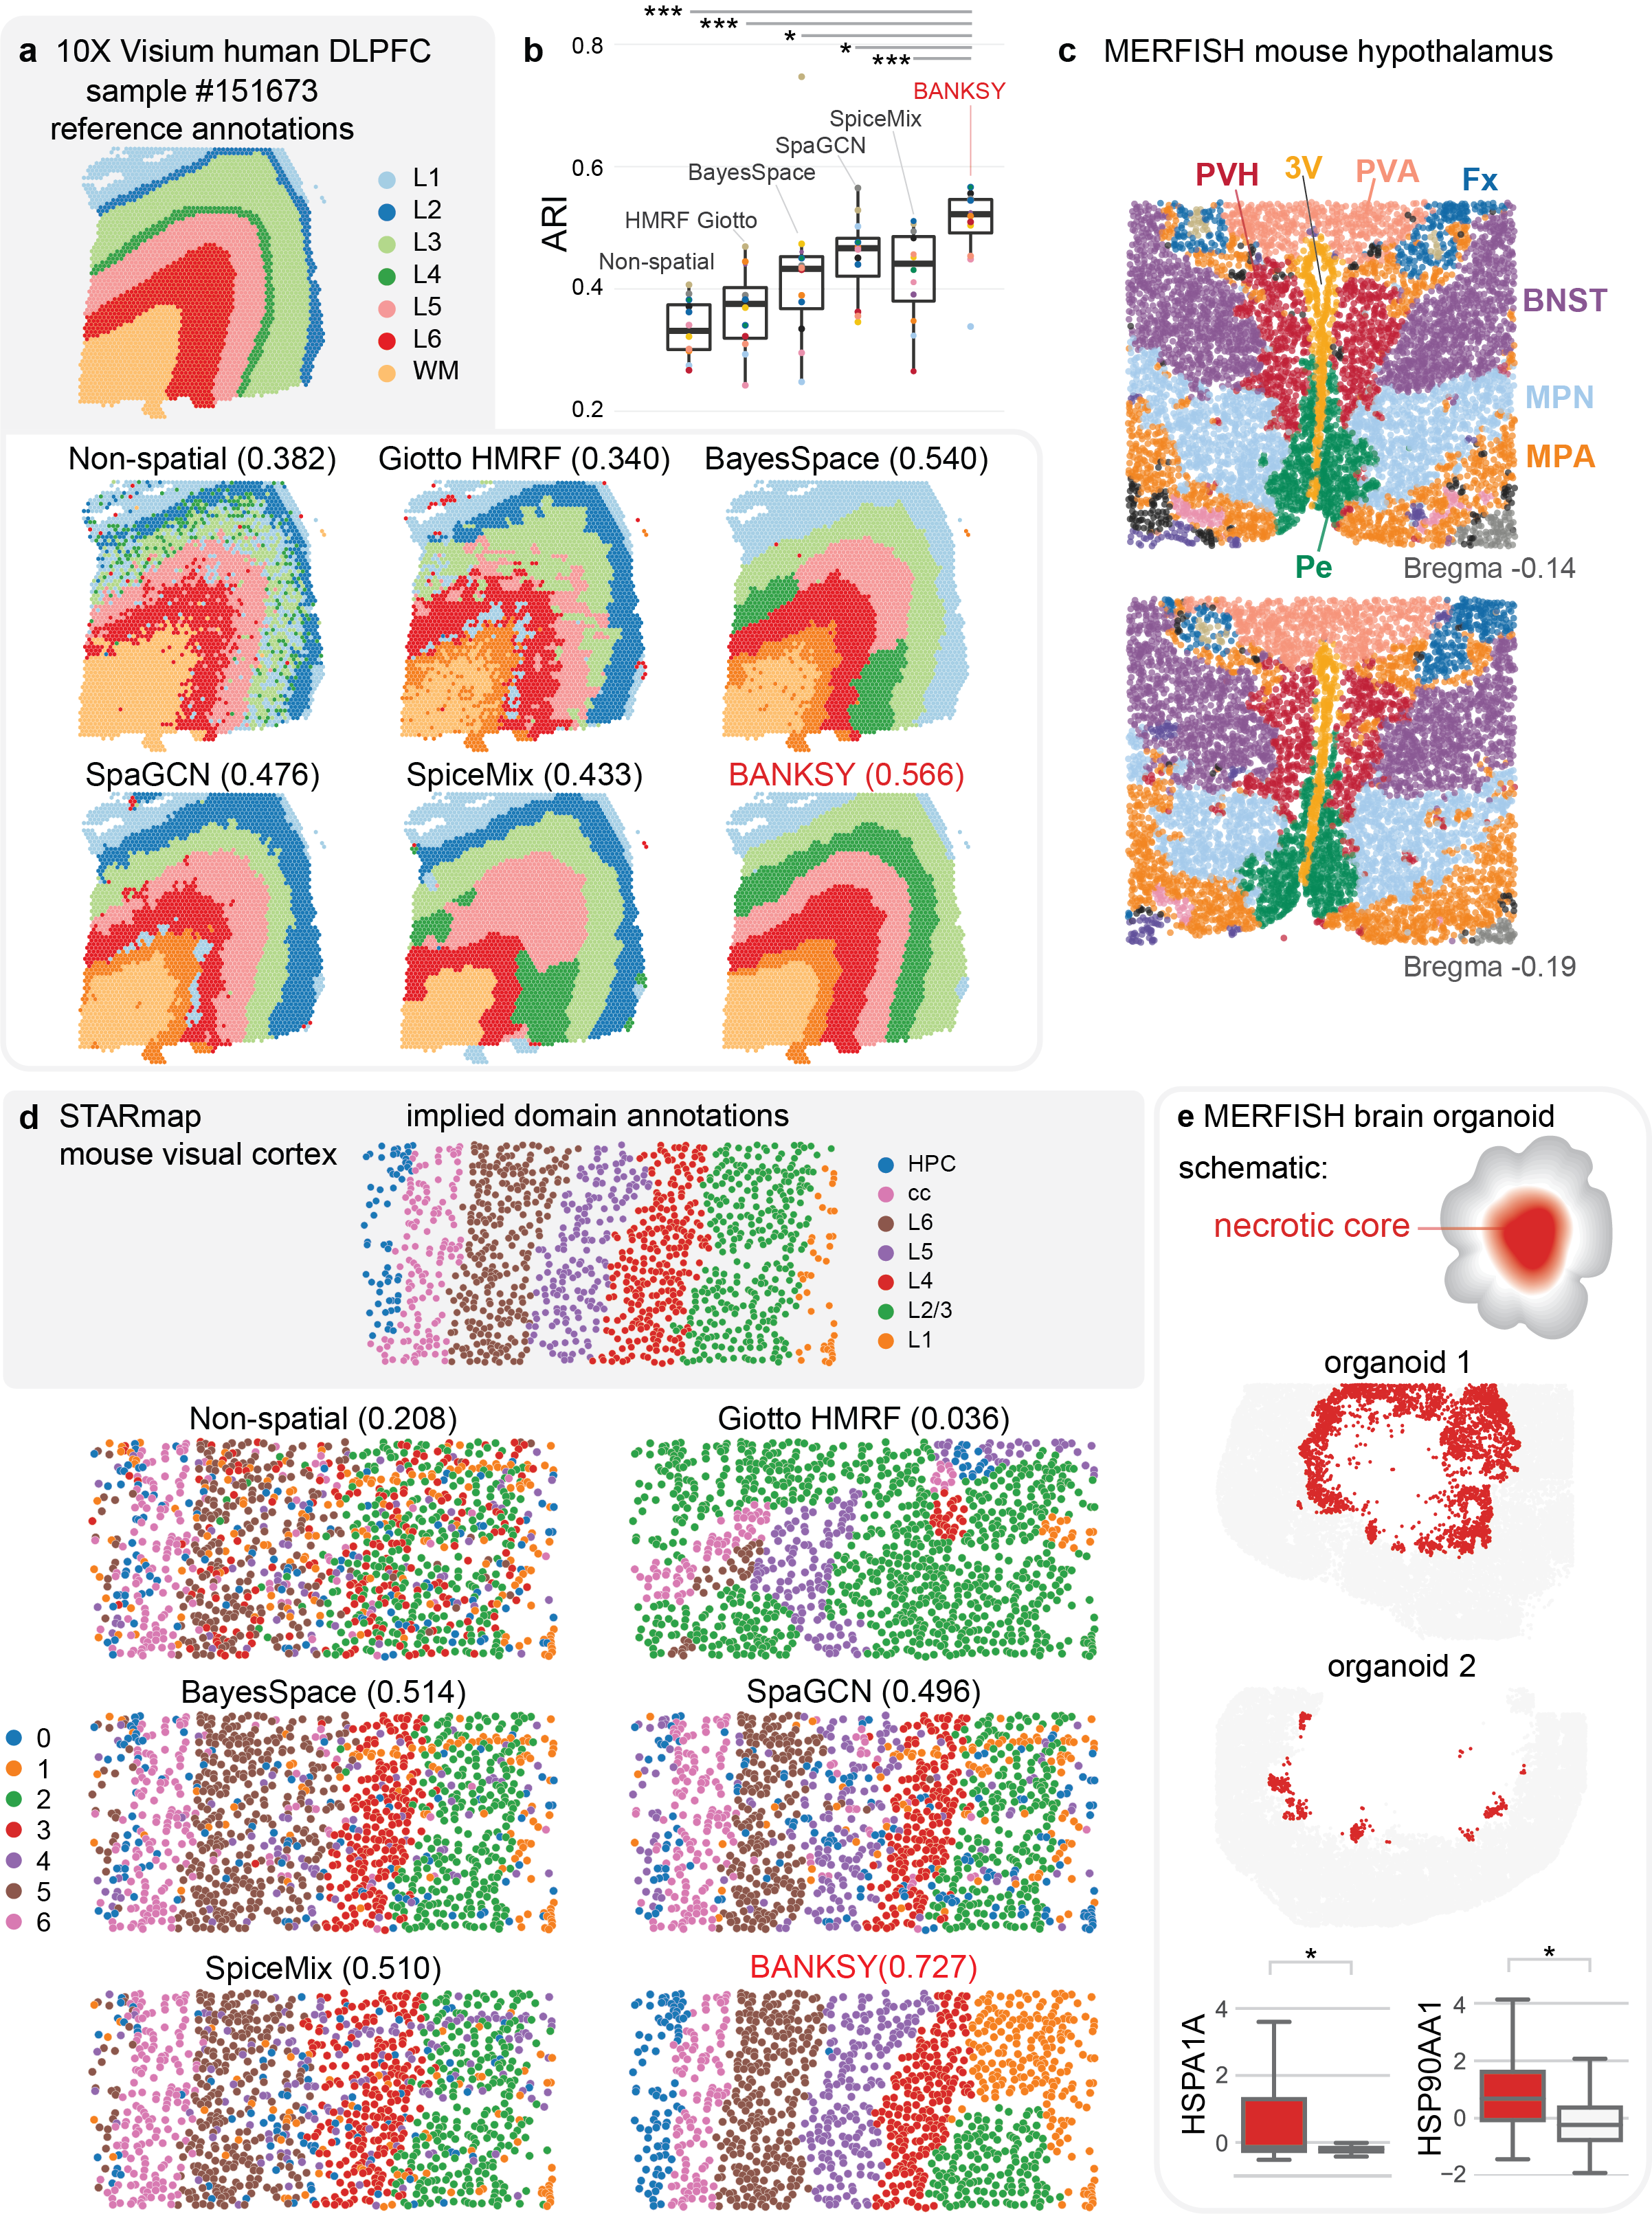 a 10X Visium human DLPFC
sample #151673
reference annotations
L1
L2
L3
L4
L5
L6
WM
b
***
***
*
*
***
0.8
0.6
0.4
0.2
ARI
BANKSY
SpiceMix
SpaGCN
BayesSpace
HMRF Giotto
Non-spatial
Non-spatial (0.382)
Giotto HMRF (0.340)
BayesSpace (0.540)
SpaGCN (0.476)
SpiceMix (0.433)
BANKSY (0.566)
c MERFISH mouse hypothalamus
PVH
3V
PVA
Fx
BNST
MPN
MPA
Pe
Bregma -0.14
Bregma -0.19
d STARmap
mouse visual cortex
implied domain annotations
HPC
cc
L6
L5
L4
L2/3
L1
Non-spatial (0.208)
Giotto HMRF (0.036)
BayesSpace (0.514)
SpaGCN (0.496)
0
1
2
3
4
5
6
SpiceMix (0.510)
BANKSY(0.727)
e MERFISH brain organoid
schematic:
necrotic core
organoid 1
organoid 2
*
HSPA1A
4
2
0
*
HSP90AA1
4
2
0
−2